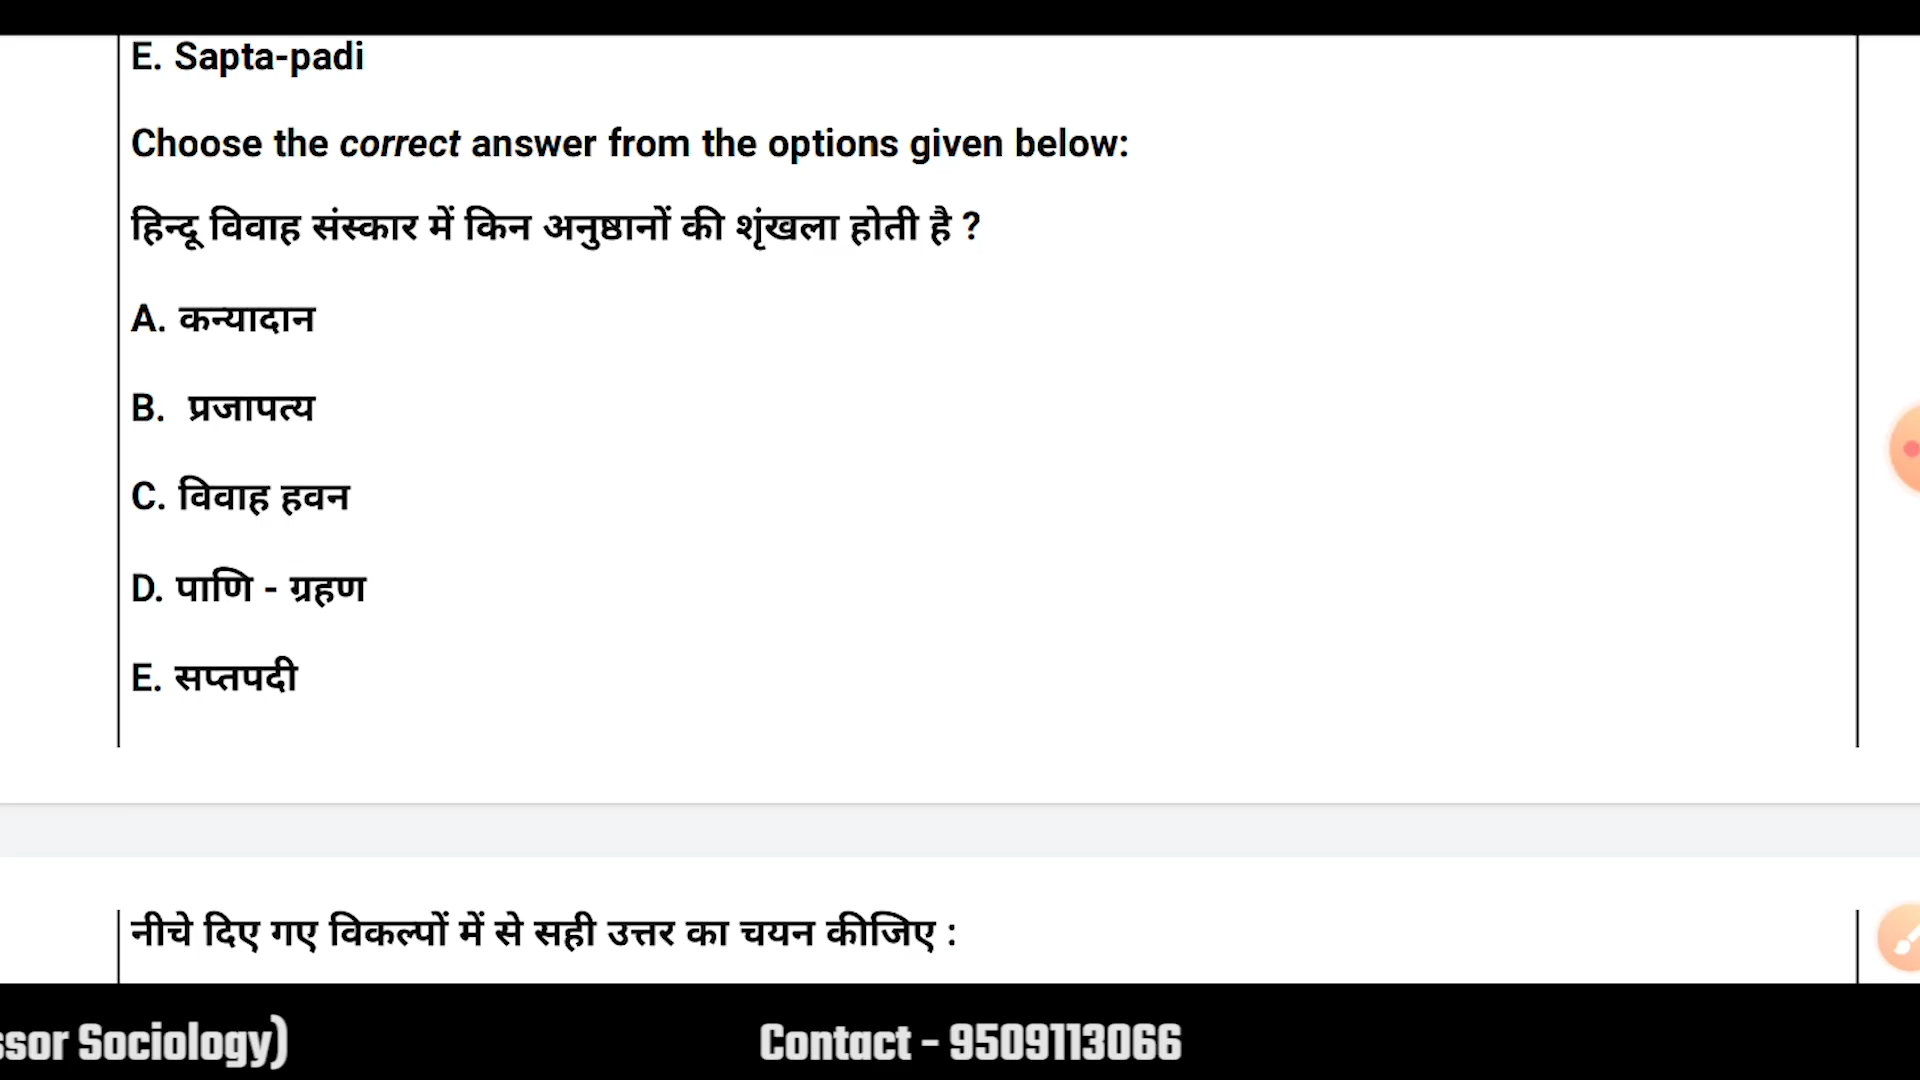 E. Sapta-padi
Choose the correct answer from the options given below:
हिन्दू विवाह संस्कार में किन अनुष्ठानों की शृंखला होती है ?
A. कन्यादान
B. प्रजापत्य
C. विवाह हवन
D. पाणि - ग्रहण
E. सप्तपदी
नीचे दिए गए विकल्पों में से सही उत्तर का चयन कीजिए :
Sociology)
Contact - 9509113066